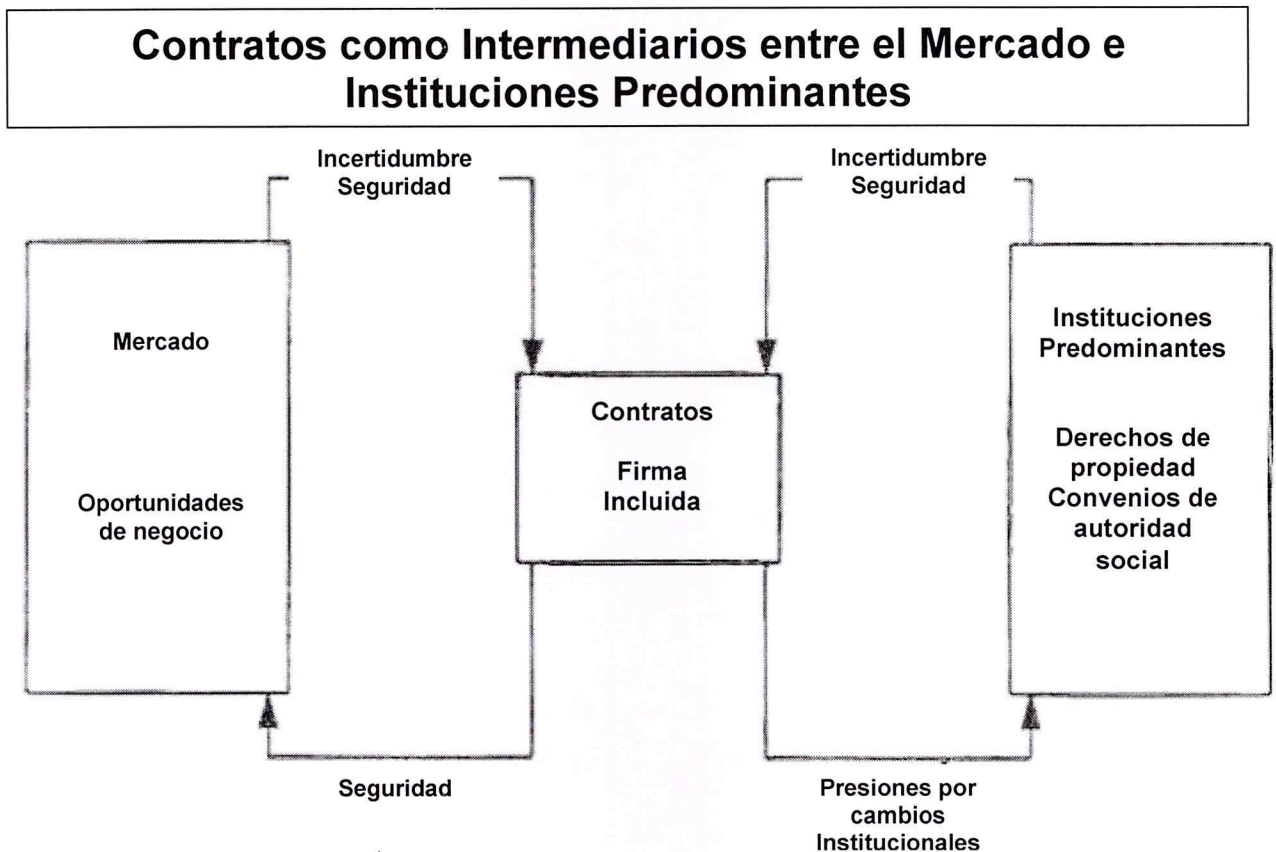 Contratos como Intermediarios entre el Mercado e
Instituciones Predominantes
Incertidumbre
Seguridad
Incertidumbre
Seguridad
Mercado
Oportunidades
de negocio
Contratos
Firma
Incluida
Instituciones
Predominantes
Derechos de
propiedad
Convenios de
autoridad
social
Seguridad
Presiones por
cambios
Institucionales